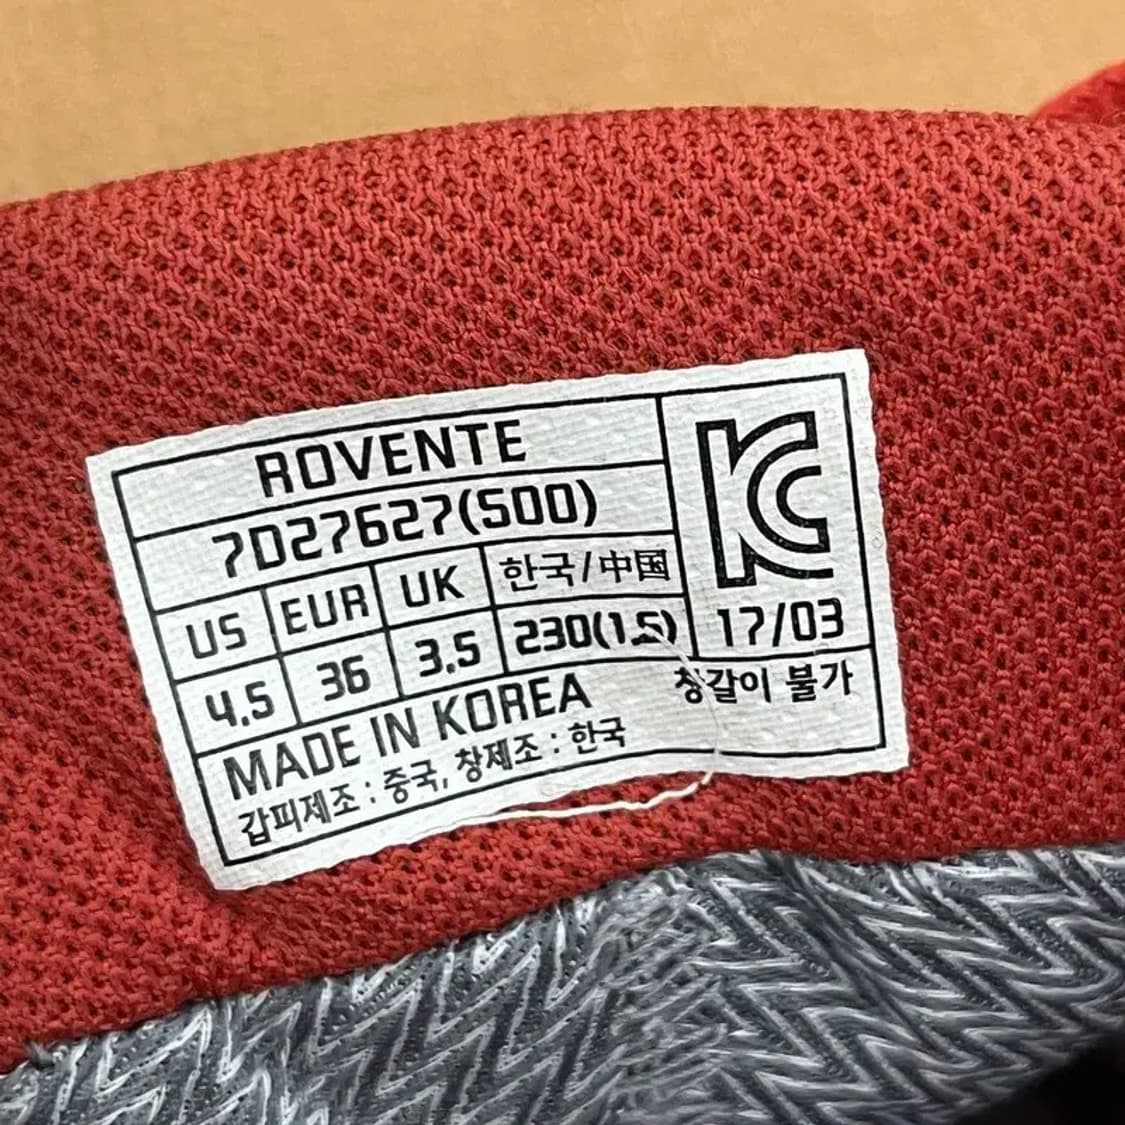 ROVENTE
7D27627(500)
US EUR UK 한국/中国
4.5 36 3.5 230(1.5)
KC
17/03
MADE IN KOREA
창갈이 불가
갑피제조 : 중국, 창제조 : 한국